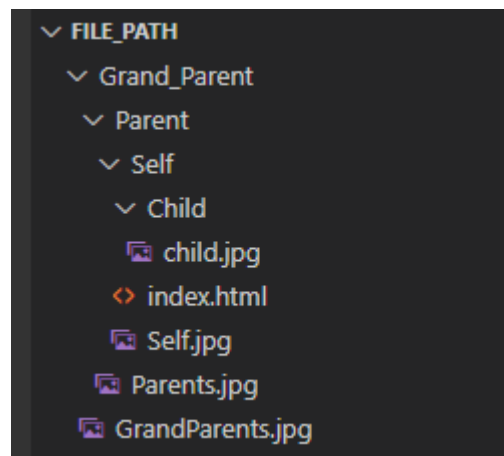 FILE_PATH
Grand_Parent
Parent
Self
Child
child.jpg
index.html
Self.jpg
Parents.jpg
GrandParents.jpg